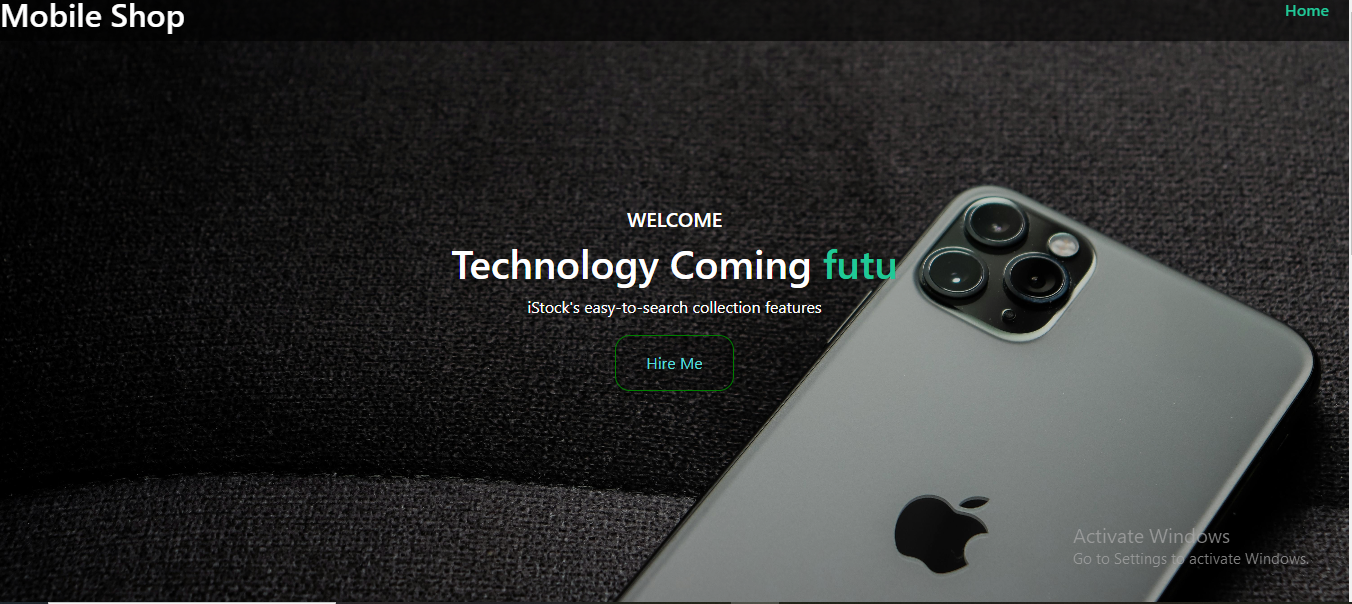 Mobile Shop
Home
WELCOME
Technology Coming futu
iStock's easy-to-search collection features
Hire Me
Activate Windows
Go to Settings to activate Windows.